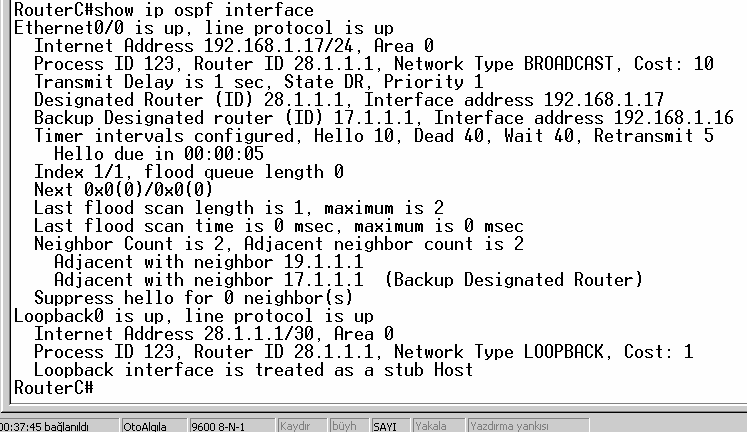 RouterC#show ip ospf interface
Ethernet0/0 is up, line protocol is up
  Internet Address 192.168.1.17/24, Area 0
  Process ID 123, Router ID 28.1.1.1, Network Type BROADCAST, Cost: 10
  Transmit Delay is 1 sec, State DR, Priority 1
  Designated Router (ID) 28.1.1.1, Interface address 192.168.1.17
  Backup Designated router (ID) 17.1.1.1, Interface address 192.168.1.16
  Timer intervals configured, Hello 10, Dead 40, Wait 40, Retransmit 5
    Hello due in 00:00:05
  Index 1/1, flood queue length 0
  Next 0x0(0)/0x0(0)
  Last flood scan length is 1, maximum is 2
  Last flood scan time is 0 msec, maximum is 0 msec
  Neighbor Count is 2, Adjacent neighbor count is 2
    Adjacent with neighbor 19.1.1.1
    Adjacent with neighbor 17.1.1.1  (Backup Designated Router)
  Suppress hello for 0 neighbor(s)
Loopback0 is up, line protocol is up
  Internet Address 28.1.1.1/30, Area 0
  Process ID 123, Router ID 28.1.1.1, Network Type LOOPBACK, Cost: 1
  Loopback interface is treated as a stub Host
RouterC#
00:37:45 bağlanıldı OtoAlgıla 9600 8-N-1 Kaydır büyh SAYI Yakala Yazdırma yankısı